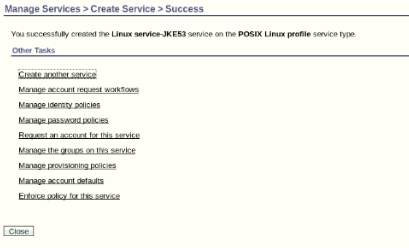 Manage Services > Create Service > Success
You successfully created the Linux service-JKE53 service on the POSIX Linux profile service type.
Other Tasks
Create another service
Manage account request workflows
Manage identity policies
Manage password policies
Request an account for this service
Manage the groups on this service
Manage provisioning policies
Manage account defaults
Enforce policy for this service
Close